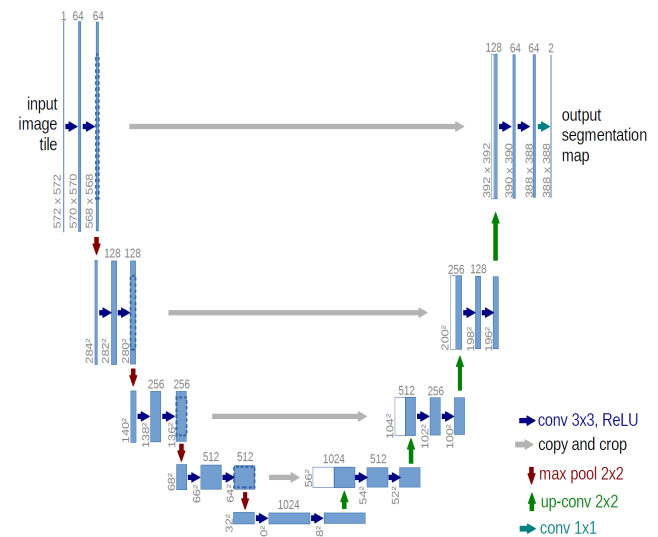 1 64 64
128 64 64 2
input
image
tile
output
segmentation
map
572 x 572
570 x 570
568 x 568
392 x 392
390 x 390
388 x 388
388 x 388
128 128
256 128
284²
282²
280²
200²
198²
196²
256 256
512 256
140²
138²
136²
104²
102²
100²
512 512
1024 512
68²
66²
64²
56²
54²
52²
1024
32²
0²
8²
conv 3x3, ReLU
copy and crop
max pool 2x2
up-conv 2x2
conv 1x1